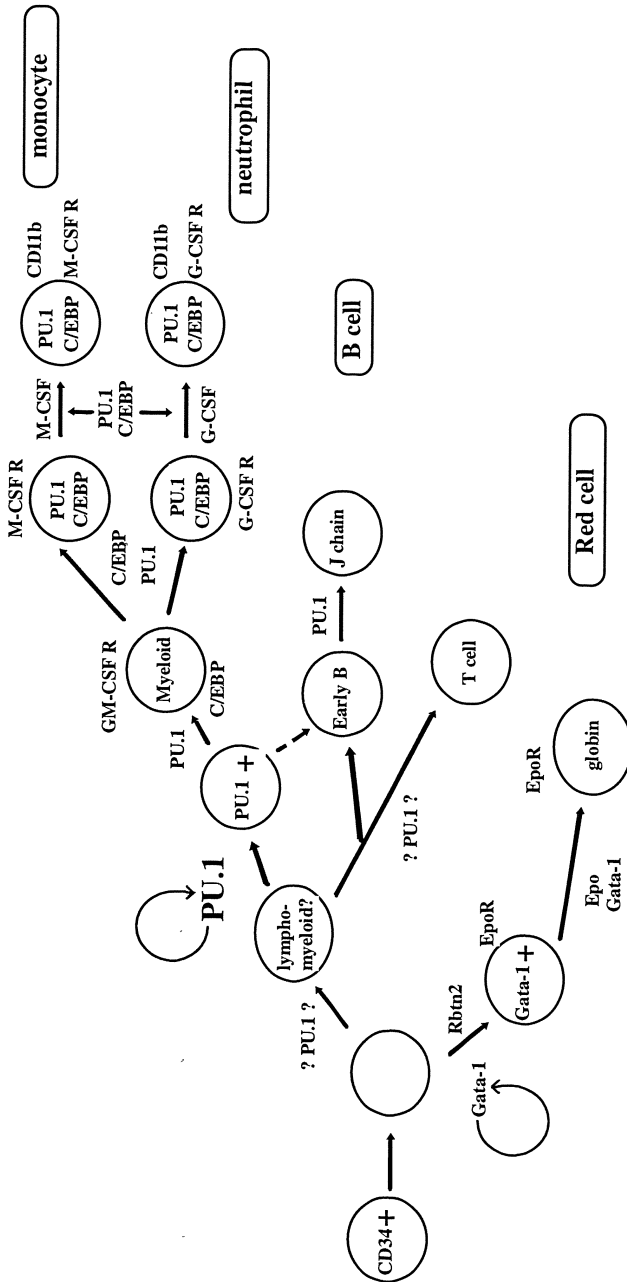 CD34+
? PU.1 ?
lympho-
myeloid?
PU.1
PU.1 +
PU.1
GM-CSF R
Myeloid
C/EBP
C/EBP
PU.1
M-CSF R
PU.1
C/EBP
M-CSF
PU.1
C/EBP
G-CSF
PU.1
C/EBP
G-CSF R
PU.1
C/EBP
CD11b
M-CSF R
PU.1
C/EBP
CD11b
G-CSF R
monocyte
neutrophil
Early B
PU.1
J chain
B cell
? PU.1 ?
T cell
Gata-1
Rbtn2
EpoR
Gata-1+
Epo
Gata-1
EpoR
globin
Red cell